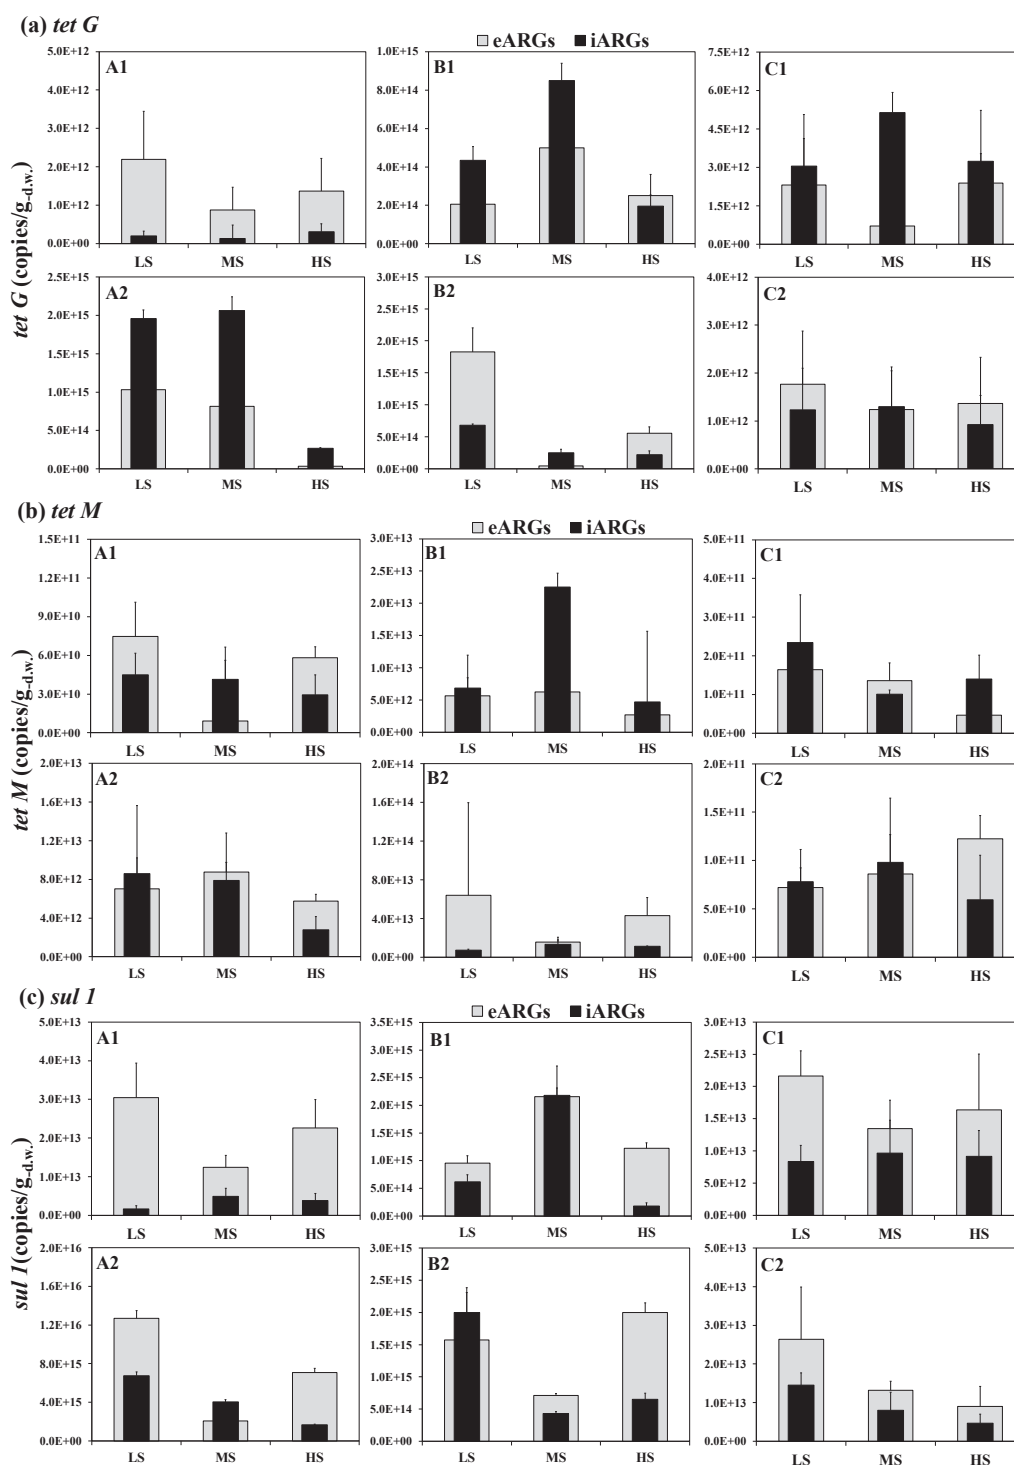 (a) tet G
eARGs iARGs
tet G (copies/g-d.w.)
A1
5.0E+12
4.0E+12
3.0E+12
2.0E+12
1.0E+12
0.0E+00
LS MS HS
B1
1.0E+15
8.0E+14
6.0E+14
4.0E+14
2.0E+14
0.0E+00
LS MS HS
C1
7.5E+12
6.0E+12
4.5E+12
3.0E+12
1.5E+12
0.0E+00
LS MS HS
A2
2.5E+15
2.0E+15
1.5E+15
1.0E+15
5.0E+14
0.0E+00
LS MS HS
B2
3.0E+15
2.5E+15
2.0E+15
1.5E+15
1.0E+15
5.0E+14
0.0E+00
LS MS HS
C2
4.0E+12
3.0E+12
2.0E+12
1.0E+12
0.0E+00
LS MS HS
(b) tet M
eARGs iARGs
tet M (copies/g-d.w.)
A1
1.5E+11
1.2E+11
9.0E+10
6.0E+10
3.0E+10
0.0E+00
LS MS HS
B1
3.0E+13
2.5E+13
2.0E+13
1.5E+13
1.0E+13
5.0E+12
0.0E+00
LS MS HS
C1
5.0E+11
4.0E+11
3.0E+11
2.0E+11
1.0E+11
0.0E+00
LS MS HS
A2
2.0E+13
1.6E+13
1.2E+13
8.0E+12
4.0E+12
0.0E+00
LS MS HS
B2
2.0E+14
1.6E+14
1.2E+14
8.0E+13
4.0E+13
0.0E+00
LS MS HS
C2
2.0E+11
1.5E+11
1.0E+11
5.0E+10
0.0E+00
LS MS HS
(c) sul 1
eARGs iARGs
sul 1(copies/g-d.w.)
A1
5.0E+13
4.0E+13
3.0E+13
2.0E+13
1.0E+13
0.0E+00
LS MS HS
B1
3.5E+15
3.0E+15
2.5E+15
2.0E+15
1.5E+15
1.0E+15
5.0E+14
0.0E+00
LS MS HS
C1
3.0E+13
2.5E+13
2.0E+13
1.5E+13
1.0E+13
5.0E+12
0.0E+00
LS MS HS
A2
2.0E+16
1.6E+16
1.2E+16
8.0E+15
4.0E+15
0.0E+00
LS MS HS
B2
3.0E+15
2.5E+15
2.0E+15
1.5E+15
1.0E+15
5.0E+14
0.0E+00
LS MS HS
C2
5.0E+13
4.0E+13
3.0E+13
2.0E+13
1.0E+13
0.0E+00
LS MS HS